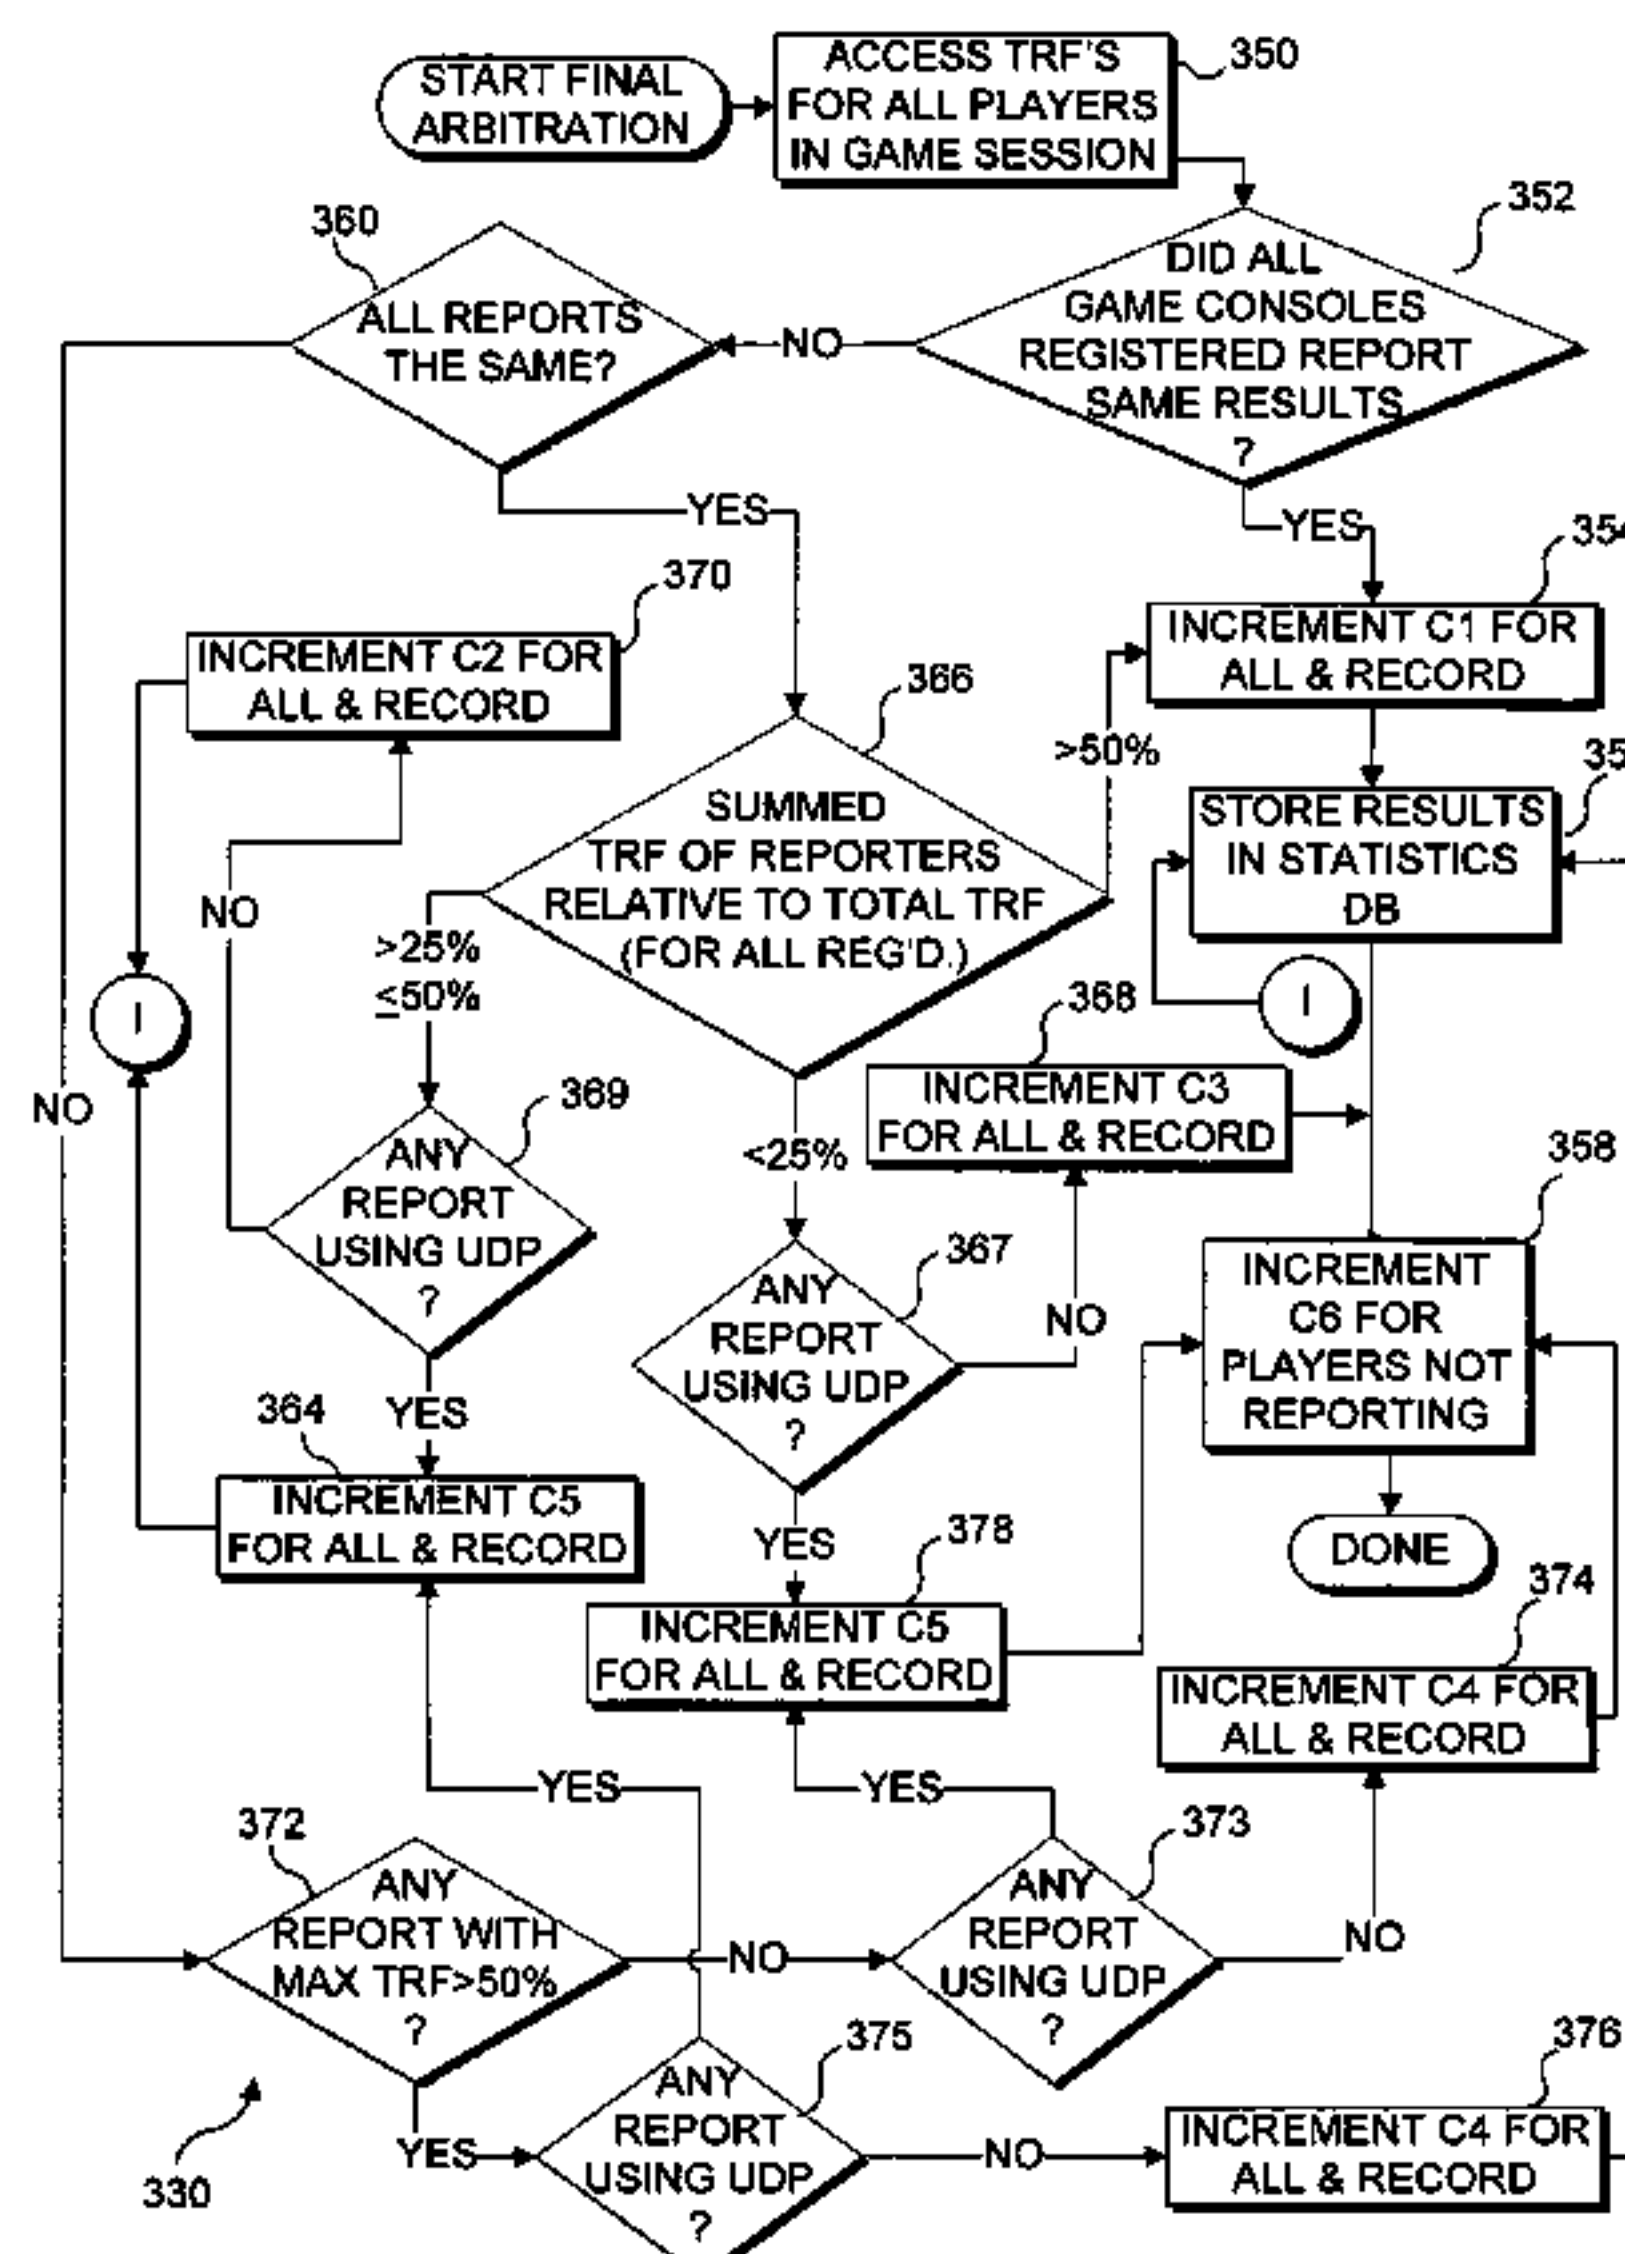 START FINAL
ARBITRATION
ACCESS TRF'S
FOR ALL PLAYERS
IN GAME SESSION
350
352
DID ALL
GAME CONSOLES
REGISTERED REPORT
SAME RESULTS
?
NO
360
ALL REPORTS
THE SAME?
YES
YES
354
INCREMENT C1 FOR
ALL & RECORD
370
INCREMENT C2 FOR
ALL & RECORD
366
SUMMED
TRF OF REPORTERS
RELATIVE TO TOTAL TRF
(FOR ALL REG'D.)
>50%
35
STORE RESULTS
IN STATISTICS
DB
NO
>25%
≤50%
I
I
368
INCREMENT C3
FOR ALL & RECORD
NO
369
ANY
REPORT
USING UDP
?
<25%
358
INCREMENT
C6 FOR
PLAYERS NOT
REPORTING
367
ANY
REPORT
USING UDP
?
NO
YES
364
INCREMENT C5
FOR ALL & RECORD
YES
378
INCREMENT C5
FOR ALL & RECORD
DONE
374
INCREMENT C4 FOR
ALL & RECORD
YES
YES
372
ANY
REPORT WITH
MAX TRF>50%
?
NO
373
ANY
REPORT
USING UDP
?
NO
YES
375
ANY
REPORT
USING UDP
?
NO
376
INCREMENT C4 FOR
ALL & RECORD
330